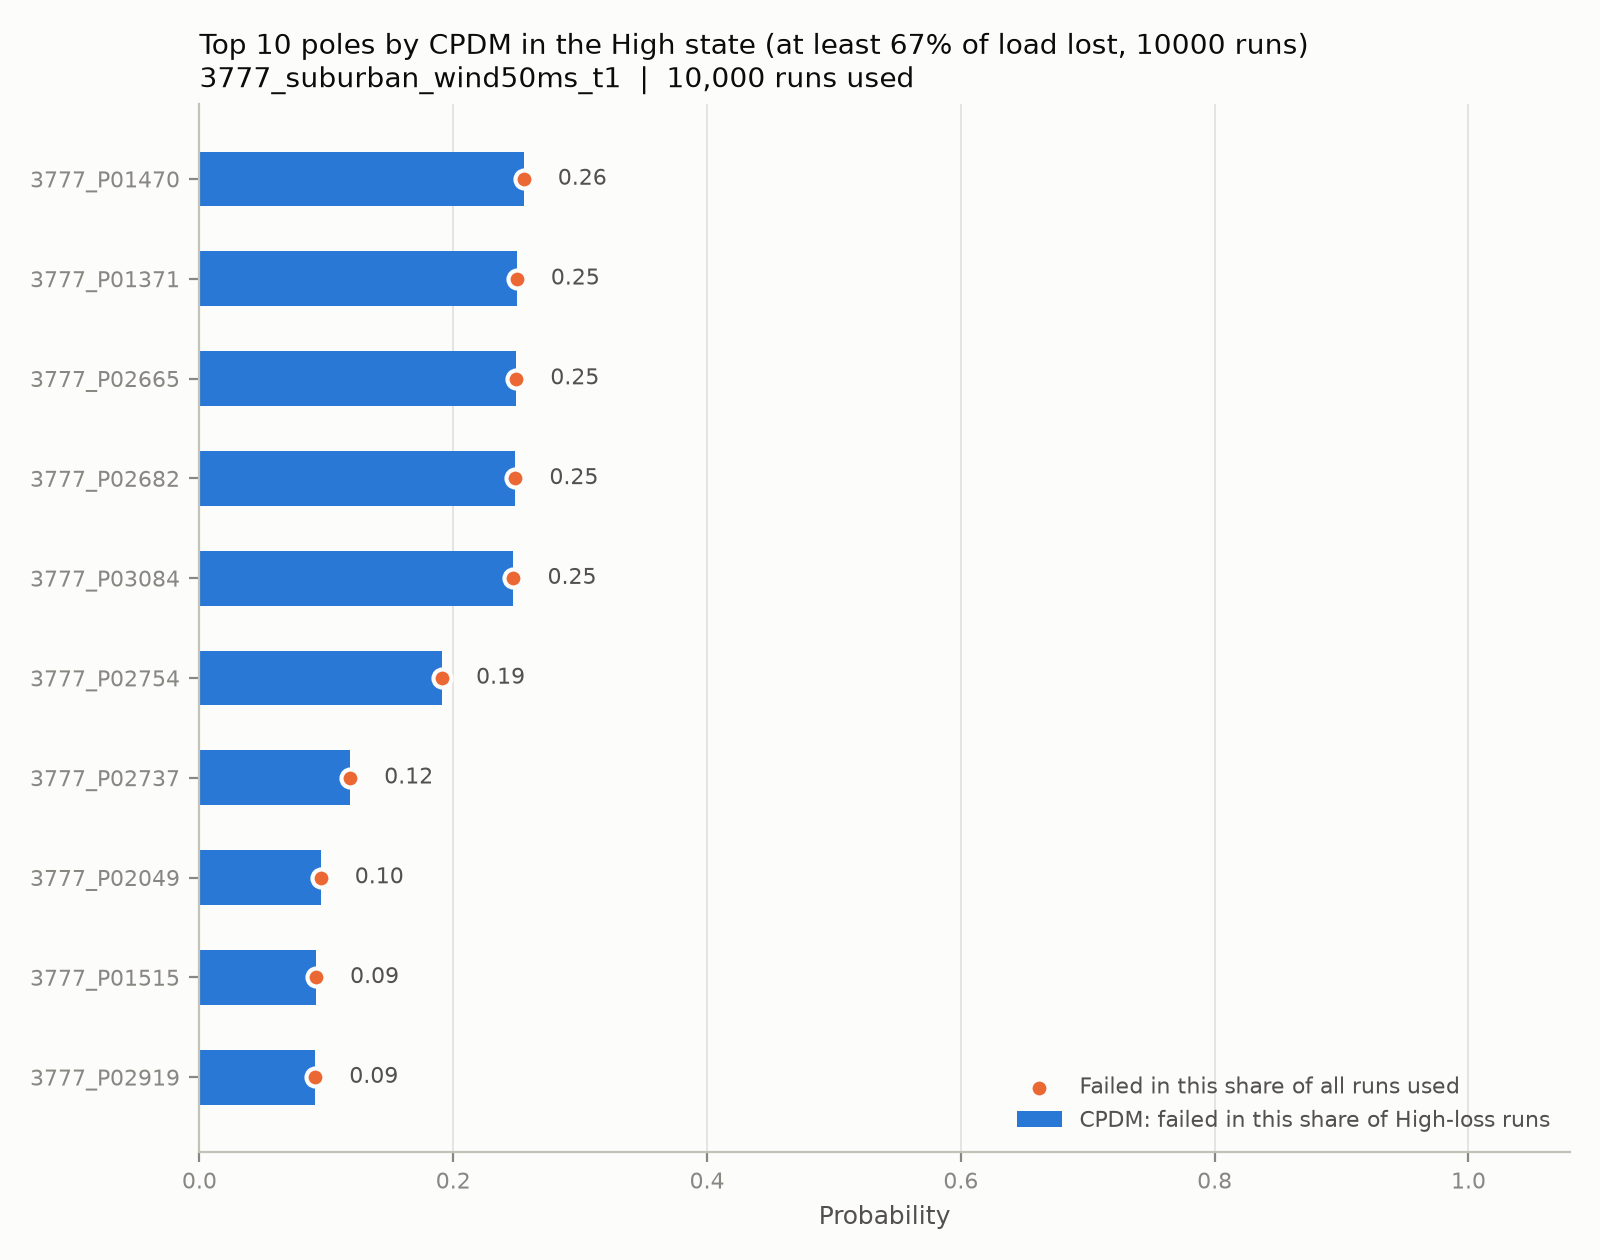 Top 10 poles by CPDM in the High state (at least 67% of load lost, 10000 runs)
3777_suburban_wind50ms_t1 | 10,000 runs used
3777_P01470
0.26
3777_P01371
0.25
3777_P02665
0.25
3777_P02682
0.25
3777_P03084
0.25
3777_P02754
0.19
3777_P02737
0.12
3777_P02049
0.10
3777_P01515
0.09
3777_P02919
0.09
Failed in this share of all runs used
CPDM: failed in this share of High-loss runs
0.0 0.2 0.4 0.6 0.8 1.0
Probability